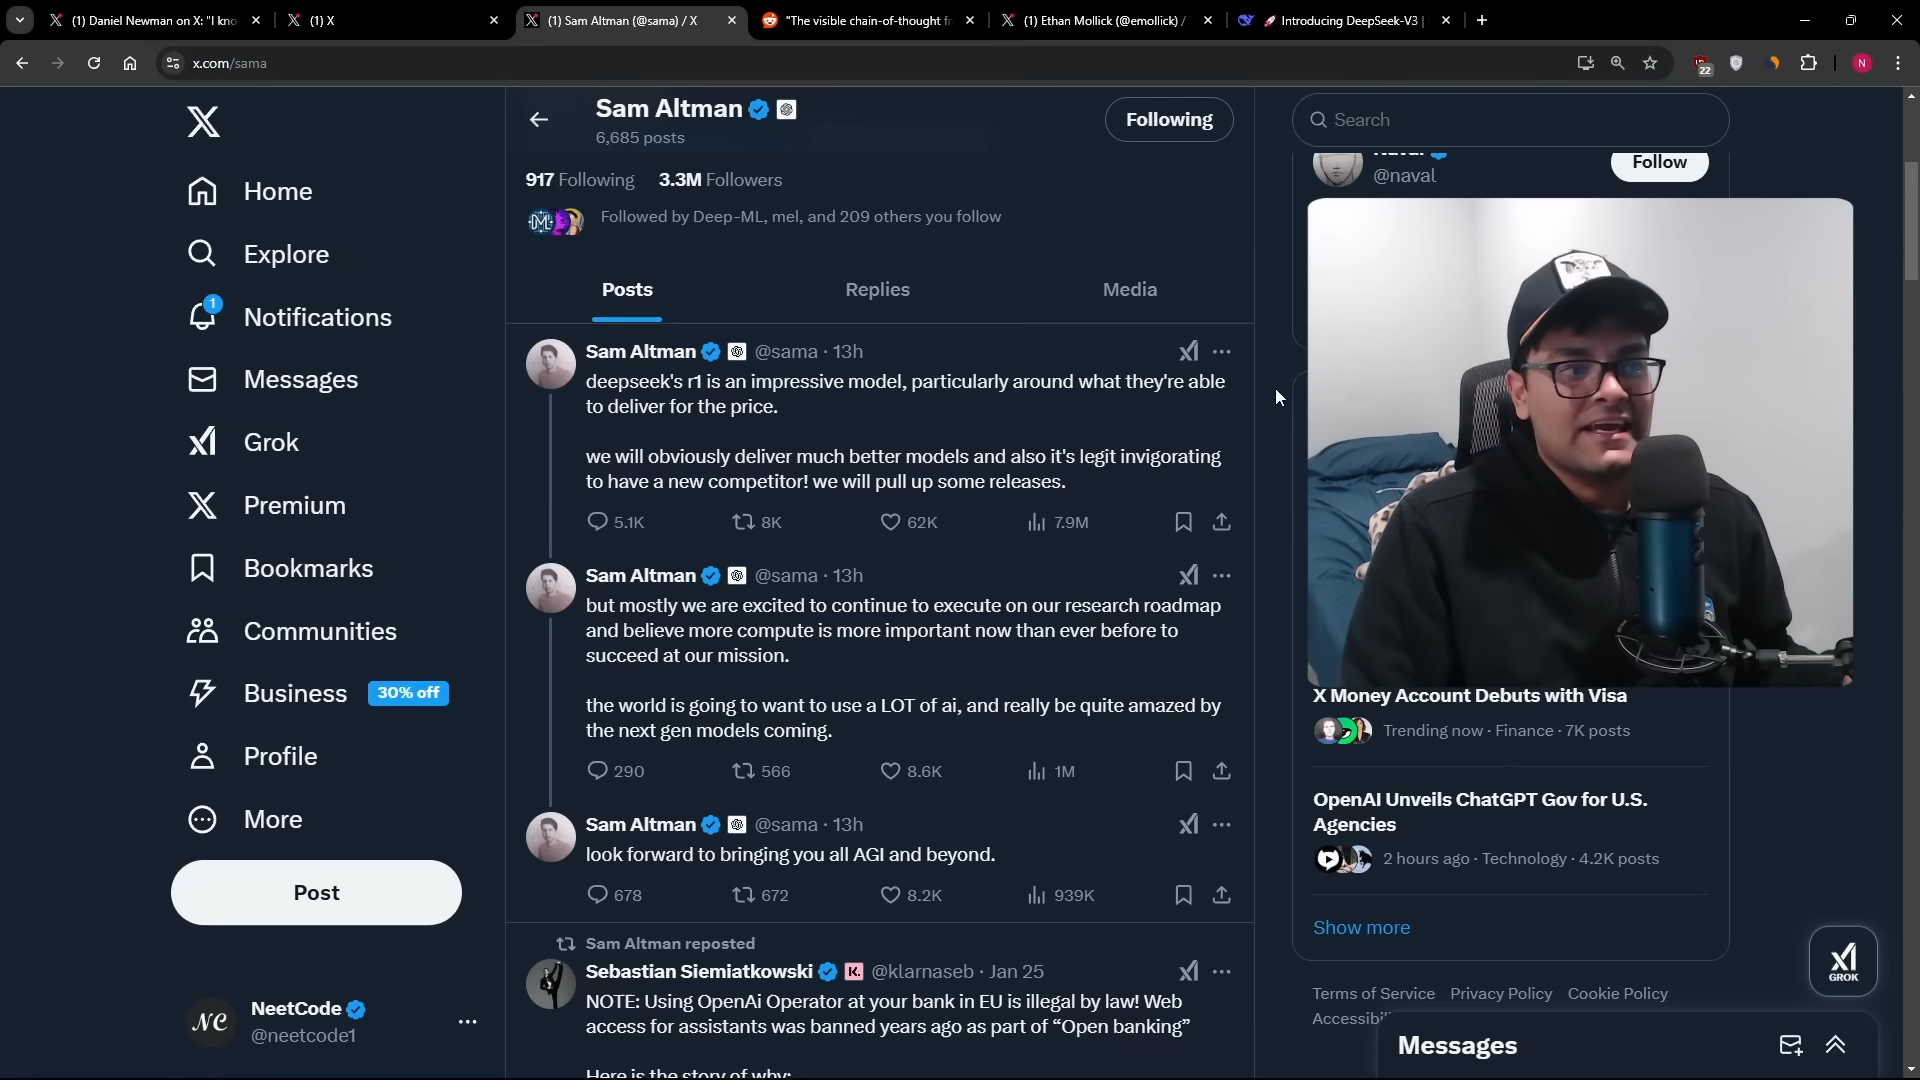 (1) Daniel Newman on X: "I kno
(1) X
(1) Sam Altman (@sama) / X
"The visible chain-of-thought fr
(1) Ethan Mollick (@emollick) /
🚀 Introducing DeepSeek-V3 |
x.com/sama
22
N
Home
Explore
1
Notifications
Messages
Grok
Premium
Bookmarks
Communities
Business 30% off
Profile
More
Post
NC
NeetCode
@neetcode1
Sam Altman
6,685 posts
Following
917 Following 3.3M Followers
DML
Followed by Deep-ML, mel, and 209 others you follow
Posts Replies Media
Sam Altman @sama · 13h
deepseek's r1 is an impressive model, particularly around what they're able
to deliver for the price.
we will obviously deliver much better models and also it's legit invigorating
to have a new competitor! we will pull up some releases.
5.1K 8K 62K 7.9M
Sam Altman @sama · 13h
but mostly we are excited to continue to execute on our research roadmap
and believe more compute is more important now than ever before to
succeed at our mission.
the world is going to want to use a LOT of ai, and really be quite amazed by
the next gen models coming.
290 566 8.6K 1M
Sam Altman @sama · 13h
look forward to bringing you all AGI and beyond.
678 672 8.2K 939K
Sam Altman reposted
Sebastian Siemiatkowski K. @klarnaseb · Jan 25
NOTE: Using OpenAi Operator at your bank in EU is illegal by law! Web
access for assistants was banned years ago as part of “Open banking”
Here is the story of why:
Search
Naval
@naval
Follow
X Money Account Debuts with Visa
Trending now · Finance · 7K posts
OpenAI Unveils ChatGPT Gov for U.S.
Agencies
2 hours ago · Technology · 4.2K posts
Show more
GROK
Terms of Service Privacy Policy Cookie Policy
Messages